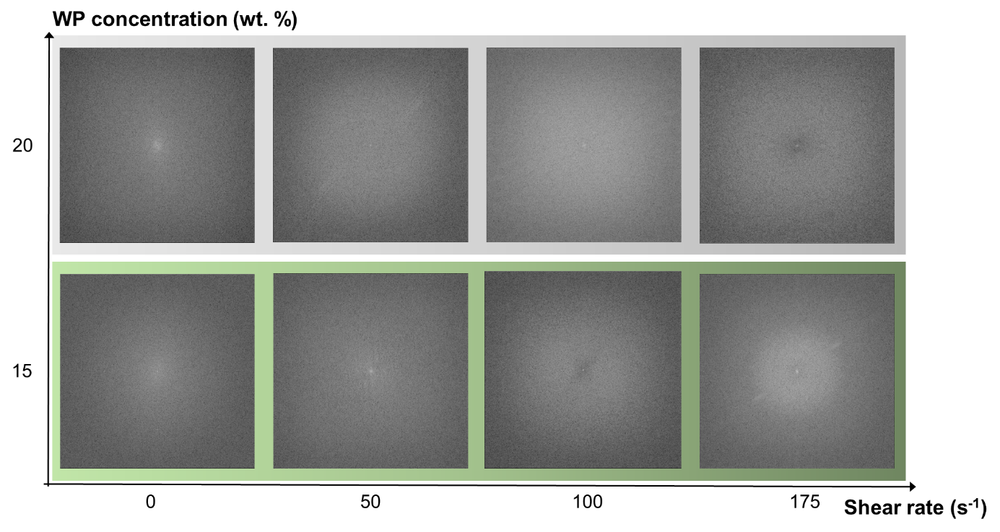 WP concentration (wt. %)
20
15
0 50 100 175
Shear rate (s-1)